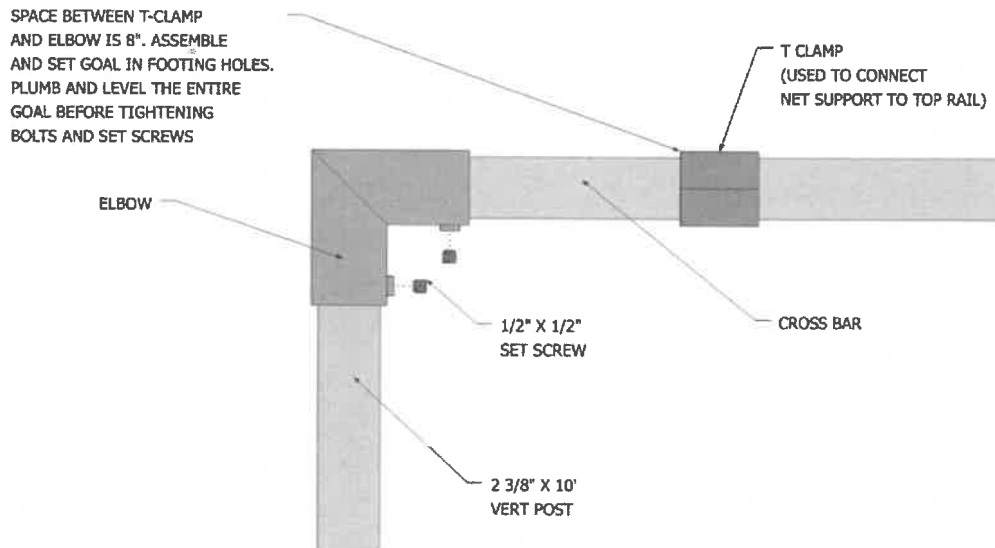 SPACE BETWEEN T-CLAMP
AND ELBOW IS 8". ASSEMBLE
AND SET GOAL IN FOOTING HOLES.
PLUMB AND LEVEL THE ENTIRE
GOAL BEFORE TIGHTENING
BOLTS AND SET SCREWS
T CLAMP
(USED TO CONNECT
NET SUPPORT TO TOP RAIL)
ELBOW
1/2" X 1/2"
SET SCREW
CROSS BAR
2 3/8" X 10'
VERT POST